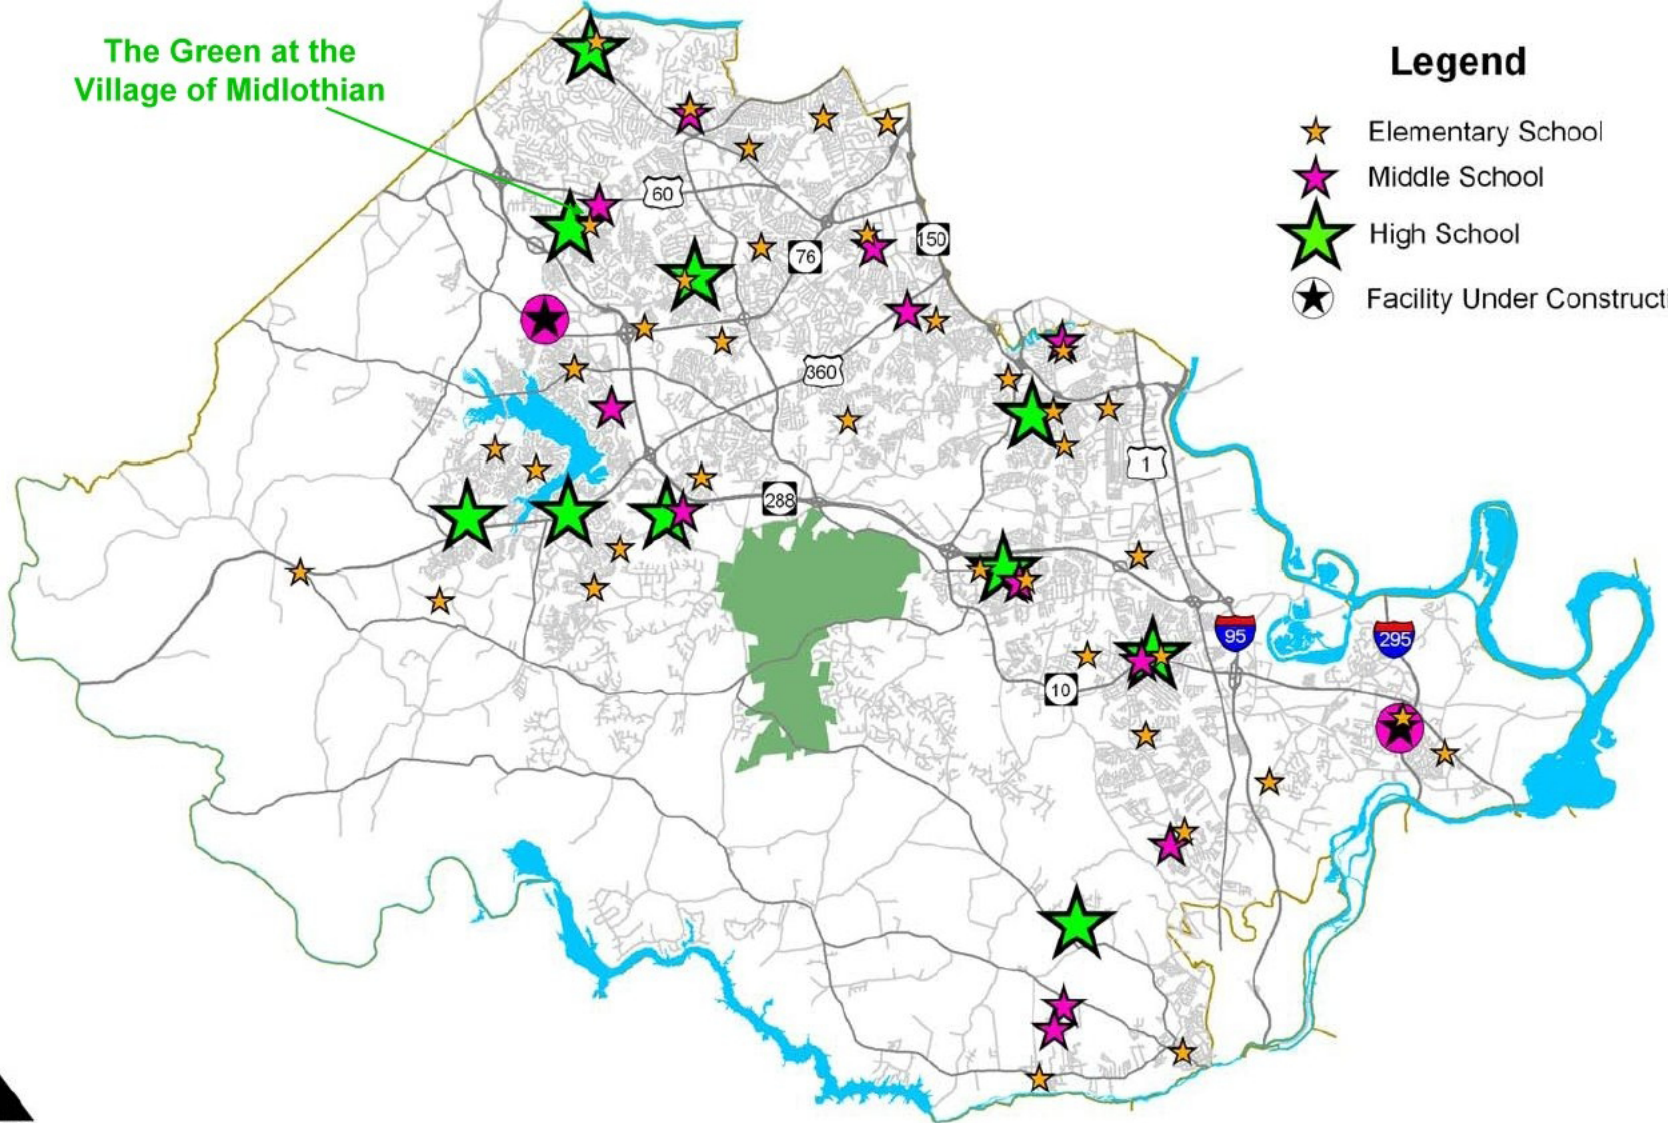 The Green at the
Village of Midlothian
Legend
Elementary School
Middle School
High School
Facility Under Constructi
60
76
150
360
1
288
95
295
10